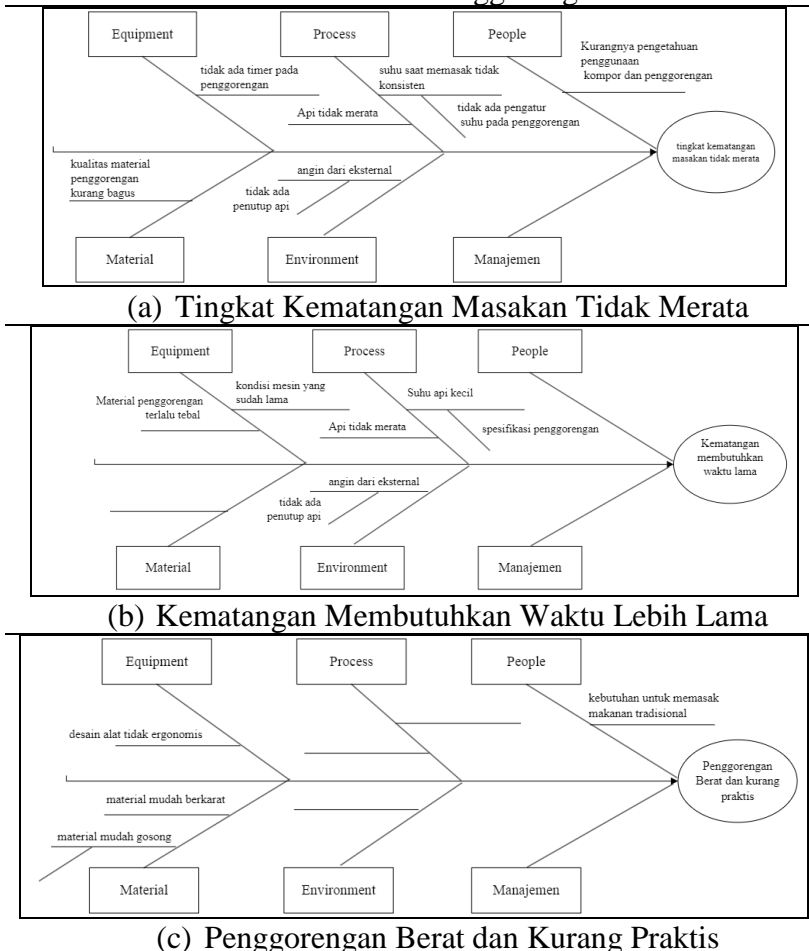 Equipment
Process
People
tidak ada timer pada
penggorengan
suhu saat memasak tidak
konsisten
Kurangnya pengetahuan
penggunaan
kompor dan penggorengan
Api tidak merata
tidak ada pengatur
suhu pada penggorengan
tingkat kematangan
masakan tidak merata
kualitas material
penggorengan
kurang bagus
angin dari eksternal
tidak ada
penutup api
Material
Environment
Manajemen
(a) Tingkat Kematangan Masakan Tidak Merata
Equipment
Process
People
Material penggorengan
terlalu tebal
kondisi mesin yang
sudah lama
Suhu api kecil
Api tidak merata
spesifikasi penggorengan
Kematangan
membutuhkan
waktu lama
angin dari eksternal
tidak ada
penutup api
Material
Environment
Manajemen
(b) Kematangan Membutuhkan Waktu Lebih Lama
Equipment
Process
People
kebutuhan untuk memasak
makanan tradisional
desain alat tidak ergonomis
Penggorengan
Berat dan kurang
praktis
material mudah berkarat
material mudah gosong
Material
Environment
Manajemen
(c) Penggorengan Berat dan Kurang Praktis